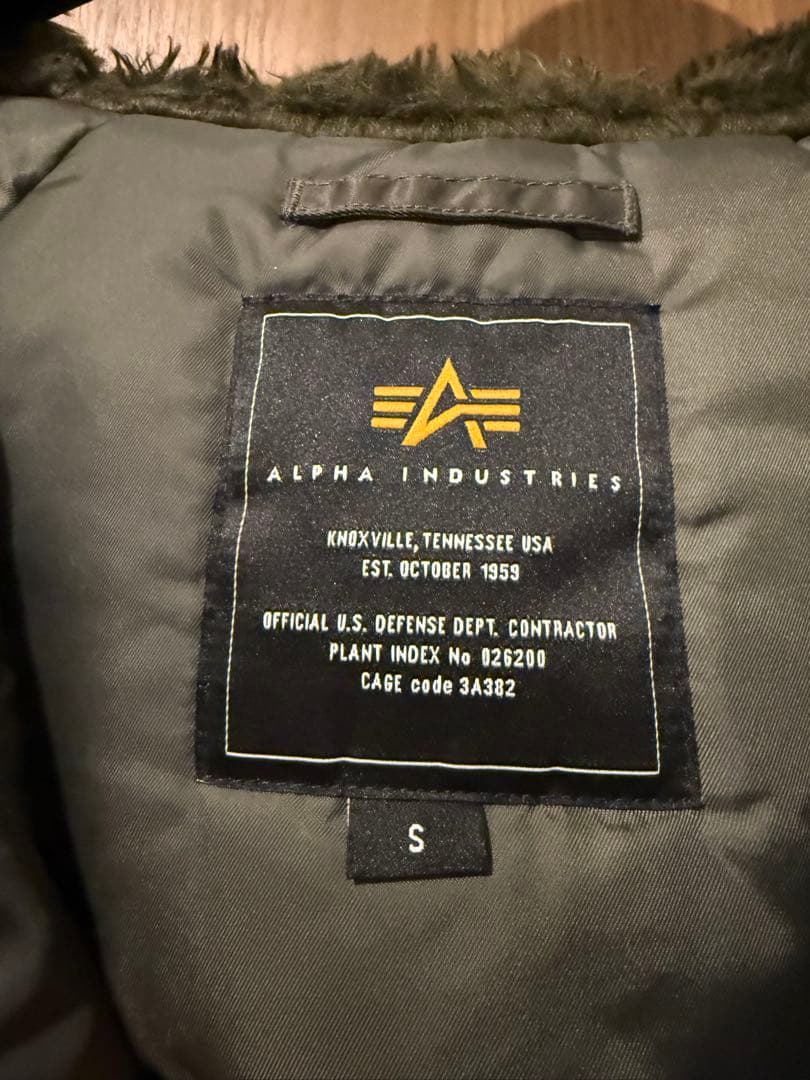 ALPHA INDUSTRIES
KNOXVILLE, TENNESSEE USA
EST. OCTOBER 1959
OFFICIAL U.S. DEFENSE DEPT. CONTRACTOR
PLANT INDEX No 026200
CAGE code 3A382
S